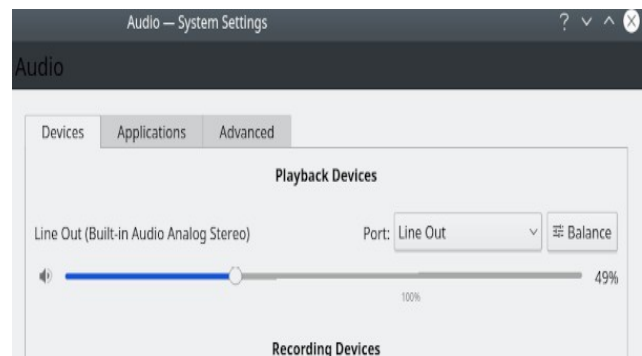 Audio — System Settings
Audio
Devices Applications Advanced
Playback Devices
Line Out (Built-in Audio Analog Stereo) Port: Line Out Balance
49%
100%
Recording Devices